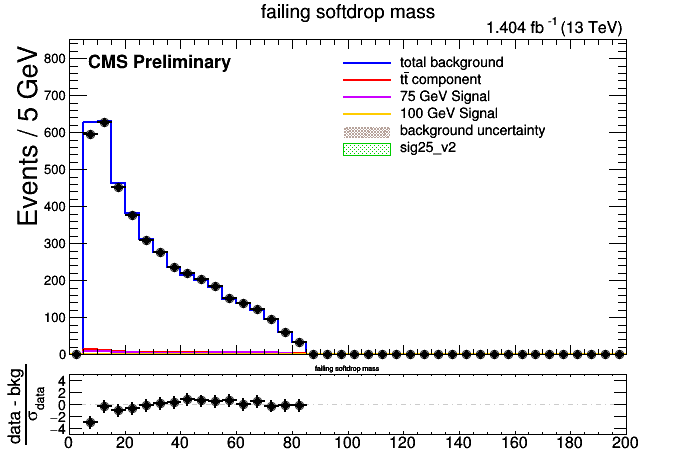 failing softdrop mass
1.404 fb⁻¹ (13 TeV)
CMS Preliminary
total background
tt̄ component
75 GeV Signal
100 GeV Signal
background uncertainty
sig25_v2
Events / 5 GeV
800
700
600
500
400
300
200
100
0
failing softdrop mass
data - bkg
σ data
4
2
0
−2
−4
0 20 40 60 80 100 120 140 160 180 200